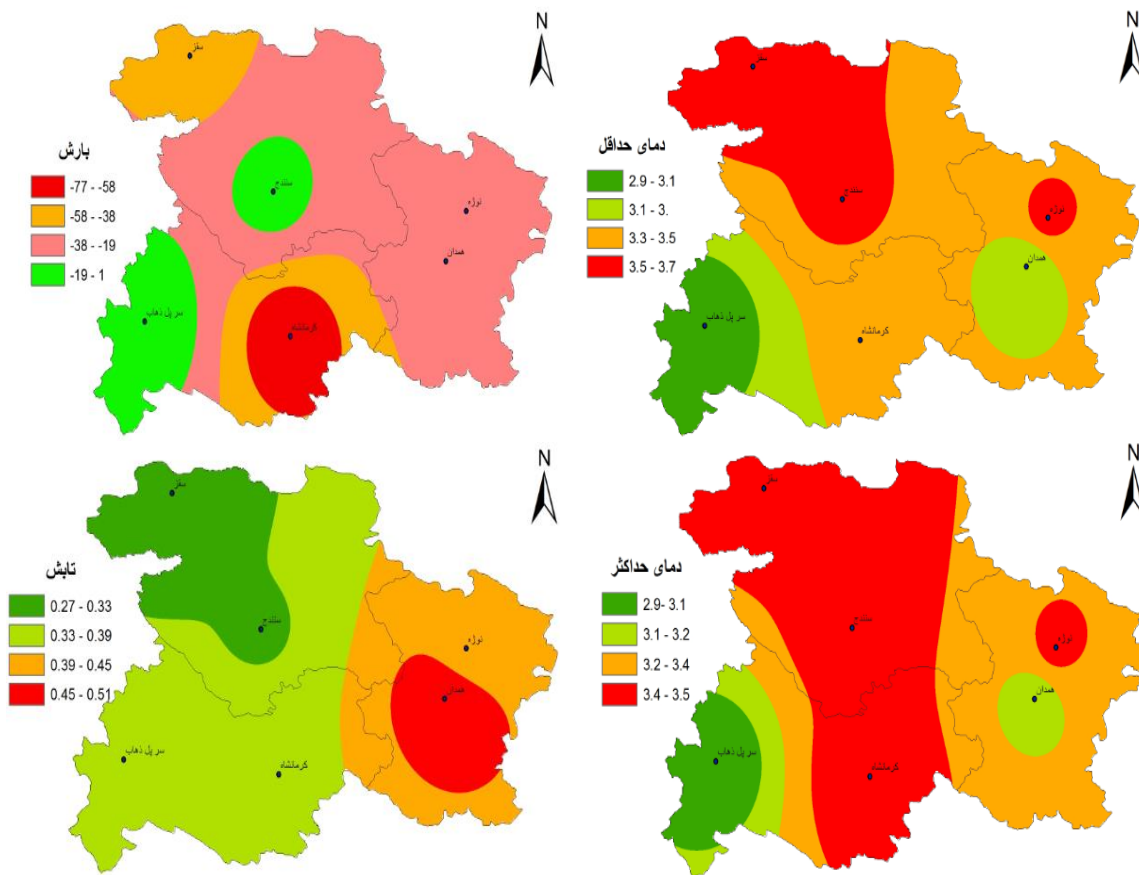 N
سقز
بارش
-77 - -58
-58 - -38
-38 - -19
-19 - 1
سنندج
نوژه
همدان
سر پل ذهاب
کرمانشاه
N
سقز
دمای حداقل
2.9 - 3.1
3.1 - 3.
3.3 - 3.5
3.5 - 3.7
سنندج
نوژه
همدان
سر پل ذهاب
کرمانشاه
N
سقز
تابش
0.27 - 0.33
0.33 - 0.39
0.39 - 0.45
0.45 - 0.51
سنندج
نوژه
همدان
سر پل ذهاب
کرمانشاه
N
سقز
دمای حداکثر
2.9- 3.1
3.1 - 3.2
3.2 - 3.4
3.4 - 3.5
سنندج
نوژه
همدان
سر پل ذهاب
کرمانشاه